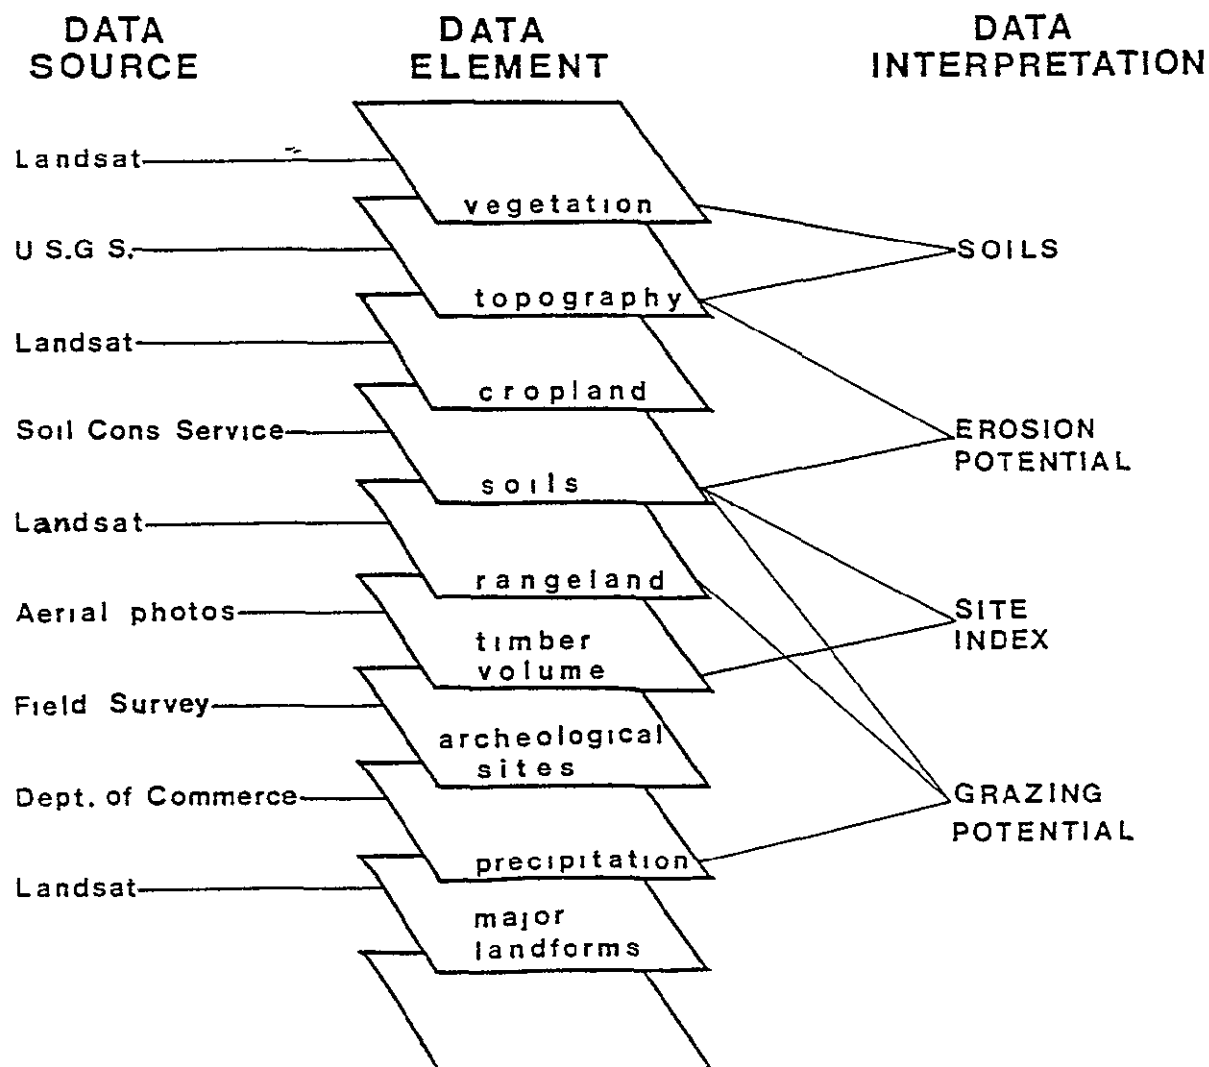 DATA SOURCE
DATA ELEMENT
DATA INTERPRETATION
Landsat
vegetation
U S.G S.
SOILS
topography
Landsat
cropland
Soil Cons Service
EROSION
POTENTIAL
soils
Landsat
rangeland
Aerial photos
SITE
INDEX
timber
volume
Field Survey
archeological
sites
Dept. of Commerce
GRAZING
POTENTIAL
precipitation
Landsat
major
landforms